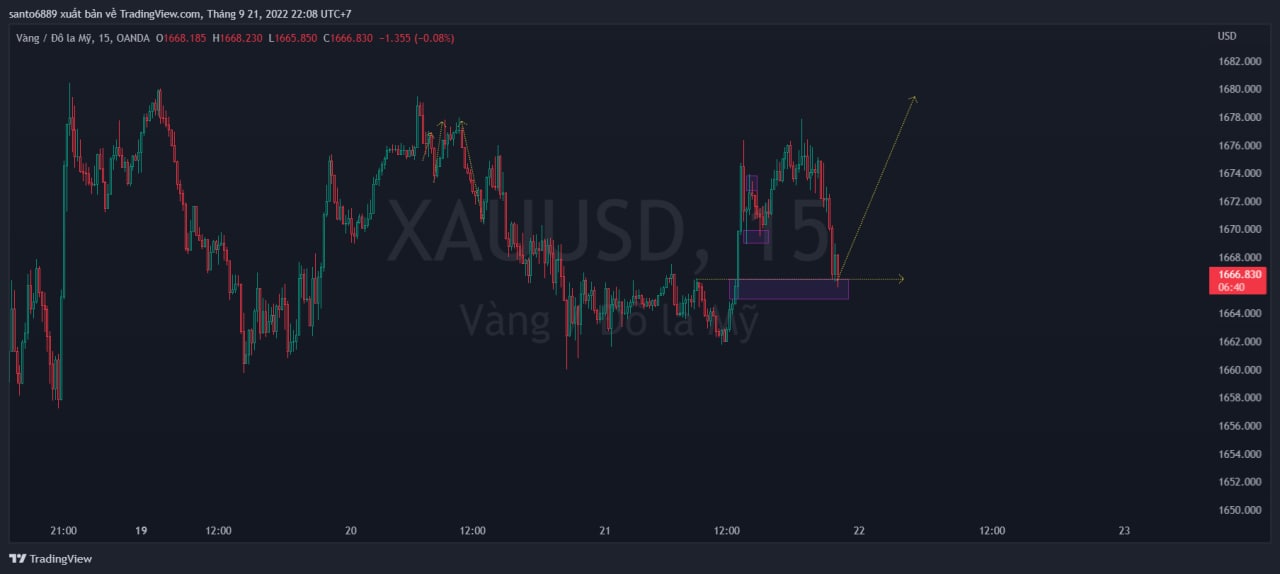 santo6889 xuất bản về TradingView.com, Tháng 9 21, 2022 22:08 UTC+7
Vàng / Đô la Mỹ, 15, OANDA O1668.185 H1668.230 L1665.850 C1666.830 −1.355 (−0.08%)
USD
1682.000
1680.000
1678.000
1676.000
1674.000
1672.000
1670.000
1668.000
1666.830
06:40
1664.000
1662.000
1660.000
1658.000
1656.000
1654.000
1652.000
1650.000
XAUUSD, 15
Vàng / Đô la Mỹ
21:00 19 12:00 20 12:00 21 12:00 22 12:00 23
TradingView